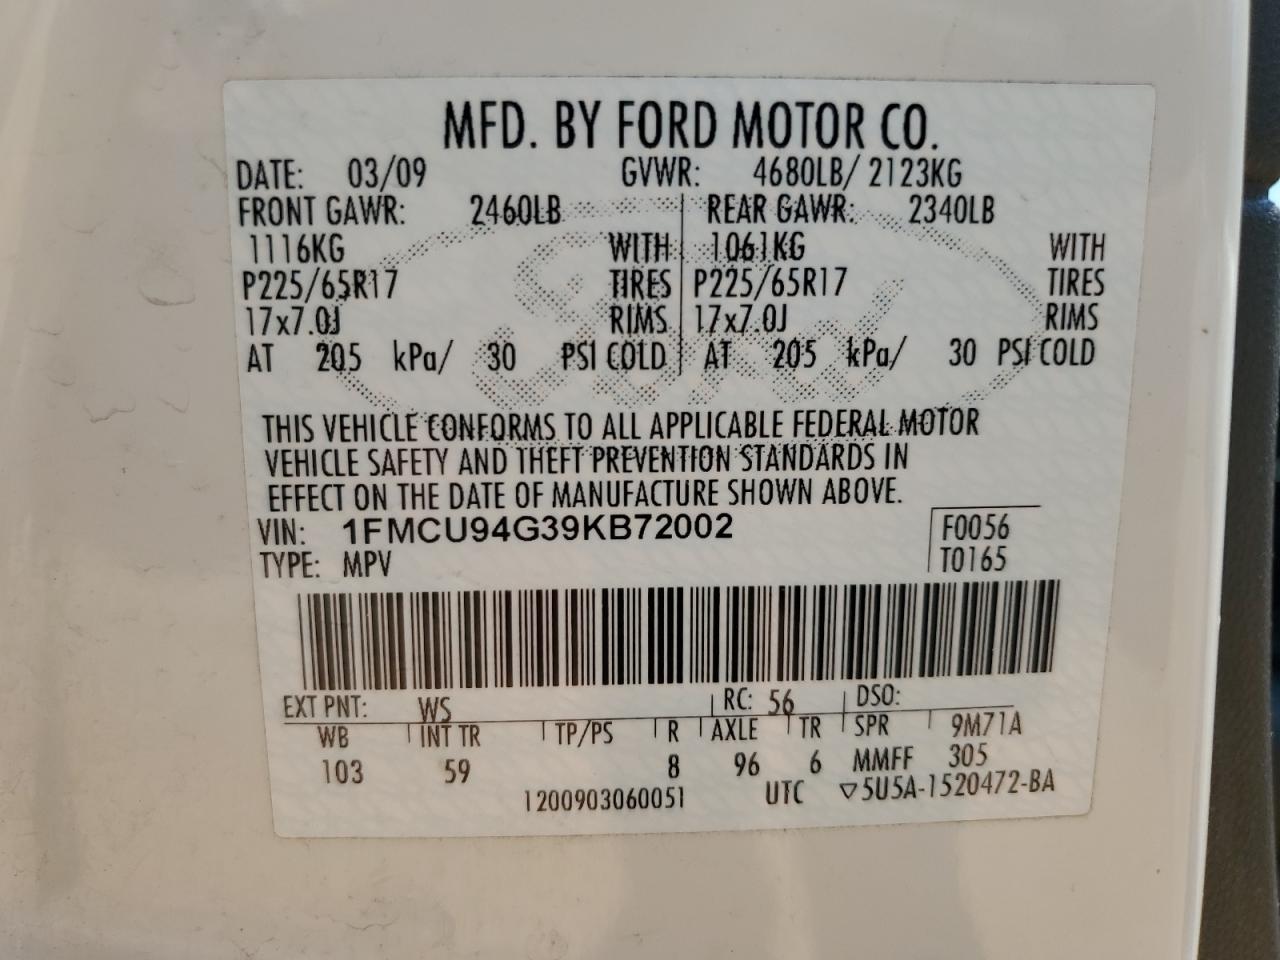 MFD. BY FORD MOTOR CO.
DATE: 03/09 GVWR: 4680LB/ 2123KG
FRONT GAWR: 2460LB REAR GAWR: 2340LB
1116KG WITH 1061KG WITH
P225/65R17 TIRES P225/65R17 TIRES
17x7.0J RIMS 17x7.0J RIMS
AT 205 kPa/ 30 PSI COLD AT 205 kPa/ 30 PSI COLD
THIS VEHICLE CONFORMS TO ALL APPLICABLE FEDERAL MOTOR
VEHICLE SAFETY AND THEFT PREVENTION STANDARDS IN
EFFECT ON THE DATE OF MANUFACTURE SHOWN ABOVE.
VIN: 1FMCU94G39KB72002 F0056
TYPE: MPV T0165
EXT PNT: WS RC: 56 DSO:
WB INT TR TP/PS R AXLE TR SPR 9M71A
103 59 8 96 6 MMFF 305
1200903060051 UTC ▽5U5A-1520472-BA
Ford